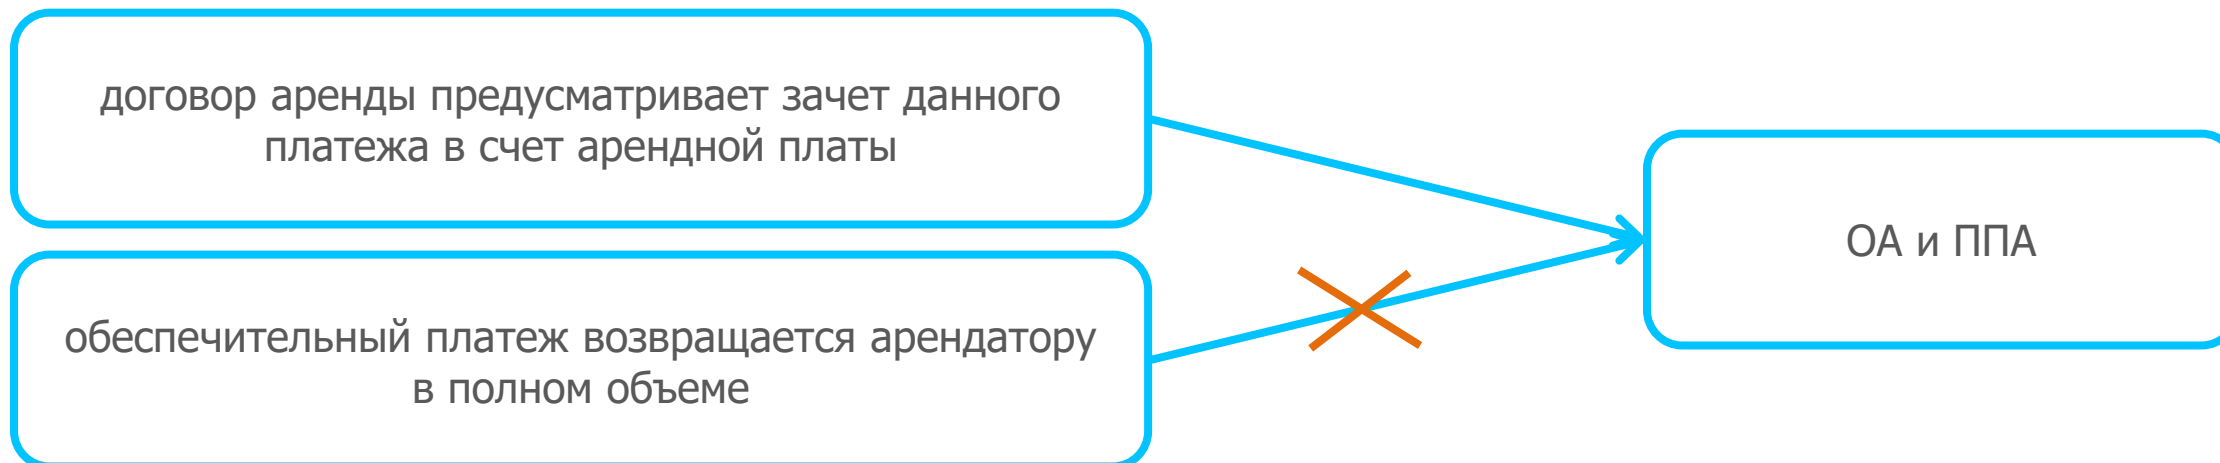 договор аренды предусматривает зачет данного
платежа в счет арендной платы
ОА и ППА
обеспечительный платеж возвращается арендатору
в полном объеме